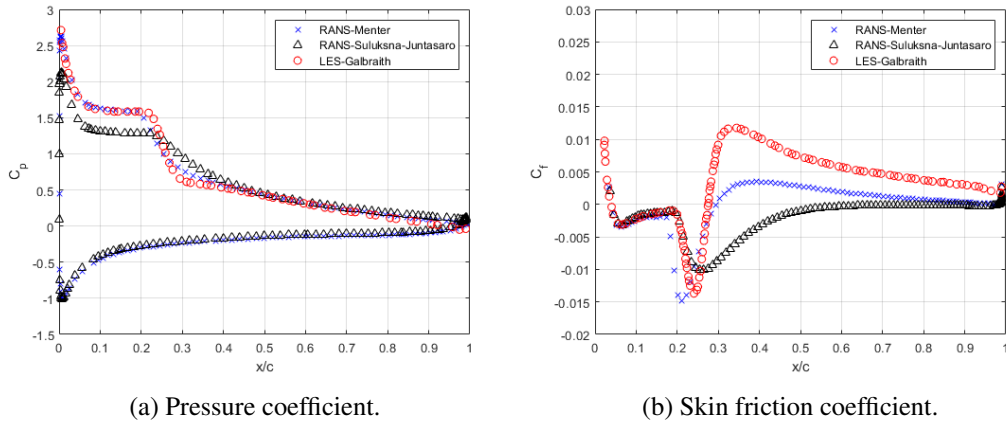 3
2.5
2
1.5
1
0.5
0
-0.5
-1
-1.5
C_p
0 0.1 0.2 0.3 0.4 0.5 0.6 0.7 0.8 0.9 1
x/c
RANS-Menter
RANS-Suluksna-Juntasaro
LES-Galbraith
(a) Pressure coefficient.
0.03
0.025
0.02
0.015
0.01
0.005
0
-0.005
-0.01
-0.015
-0.02
C_f
0 0.1 0.2 0.3 0.4 0.5 0.6 0.7 0.8 0.9 1
x/c
RANS-Menter
RANS-Suluksna-Juntasaro
LES-Galbraith
(b) Skin friction coefficient.